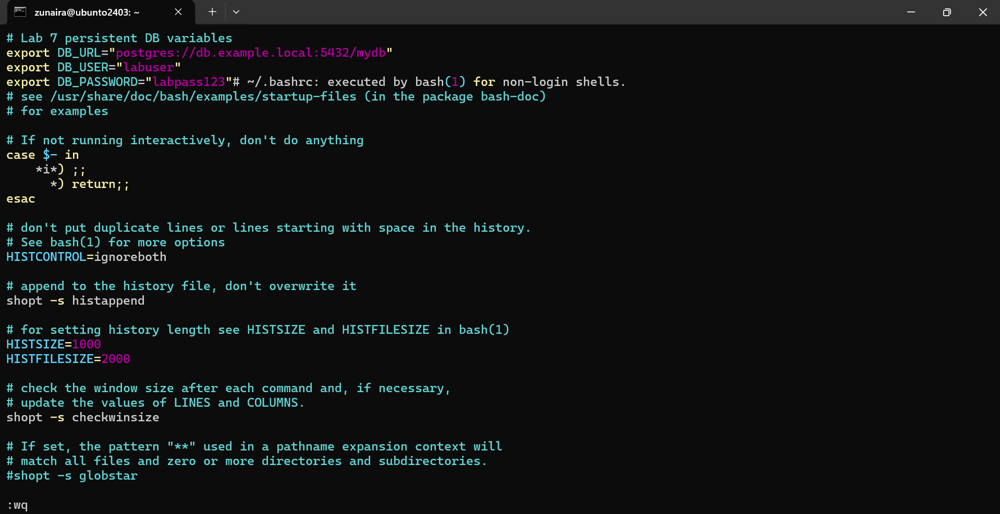 zunaira@ubunto2403: ~
# Lab 7 persistent DB variables
export DB_URL="postgres://db.example.local:5432/mydb"
export DB_USER="labuser"
export DB_PASSWORD="labpass123"# ~/.bashrc: executed by bash(1) for non-login shells.
# see /usr/share/doc/bash/examples/startup-files (in the package bash-doc)
# for examples

# If not running interactively, don't do anything
case $- in
    *i*) ;;
      *) return;;
esac

# don't put duplicate lines or lines starting with space in the history.
# See bash(1) for more options
HISTCONTROL=ignoreboth

# append to the history file, don't overwrite it
shopt -s histappend

# for setting history length see HISTSIZE and HISTFILESIZE in bash(1)
HISTSIZE=1000
HISTFILESIZE=2000

# check the window size after each command and, if necessary,
# update the values of LINES and COLUMNS.
shopt -s checkwinsize

# If set, the pattern "**" used in a pathname expansion context will
# match all files and zero or more directories and subdirectories.
#shopt -s globstar

:wq